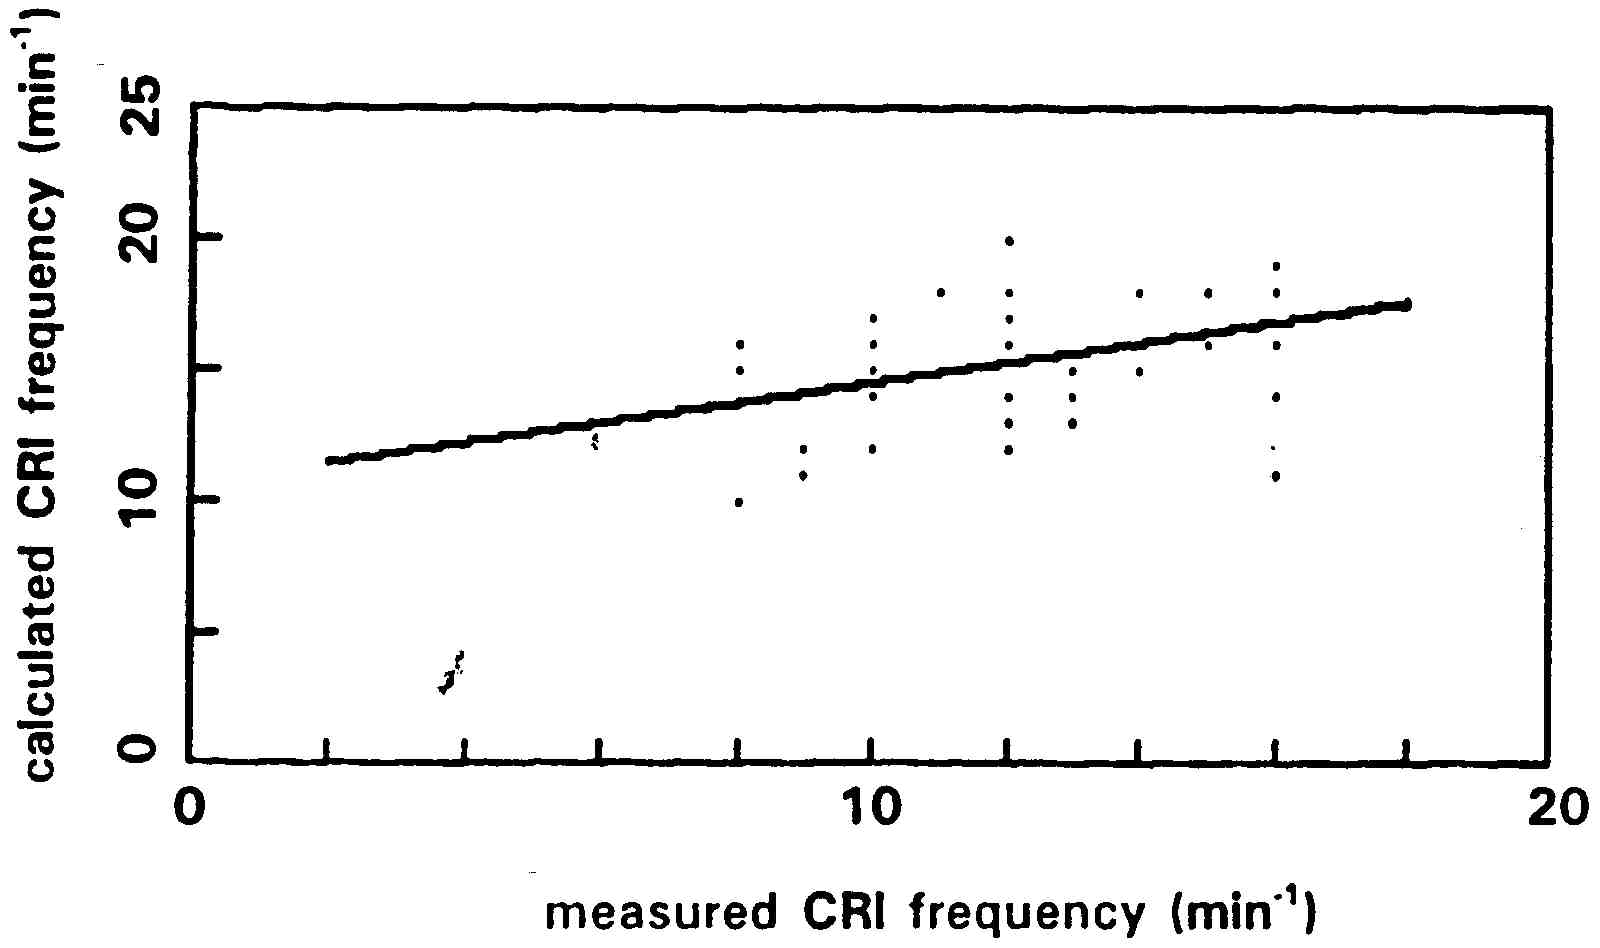 calculated CRI frequency (min⁻¹)
25
20
10
0
0 10 20
measured CRI frequency (min⁻¹)